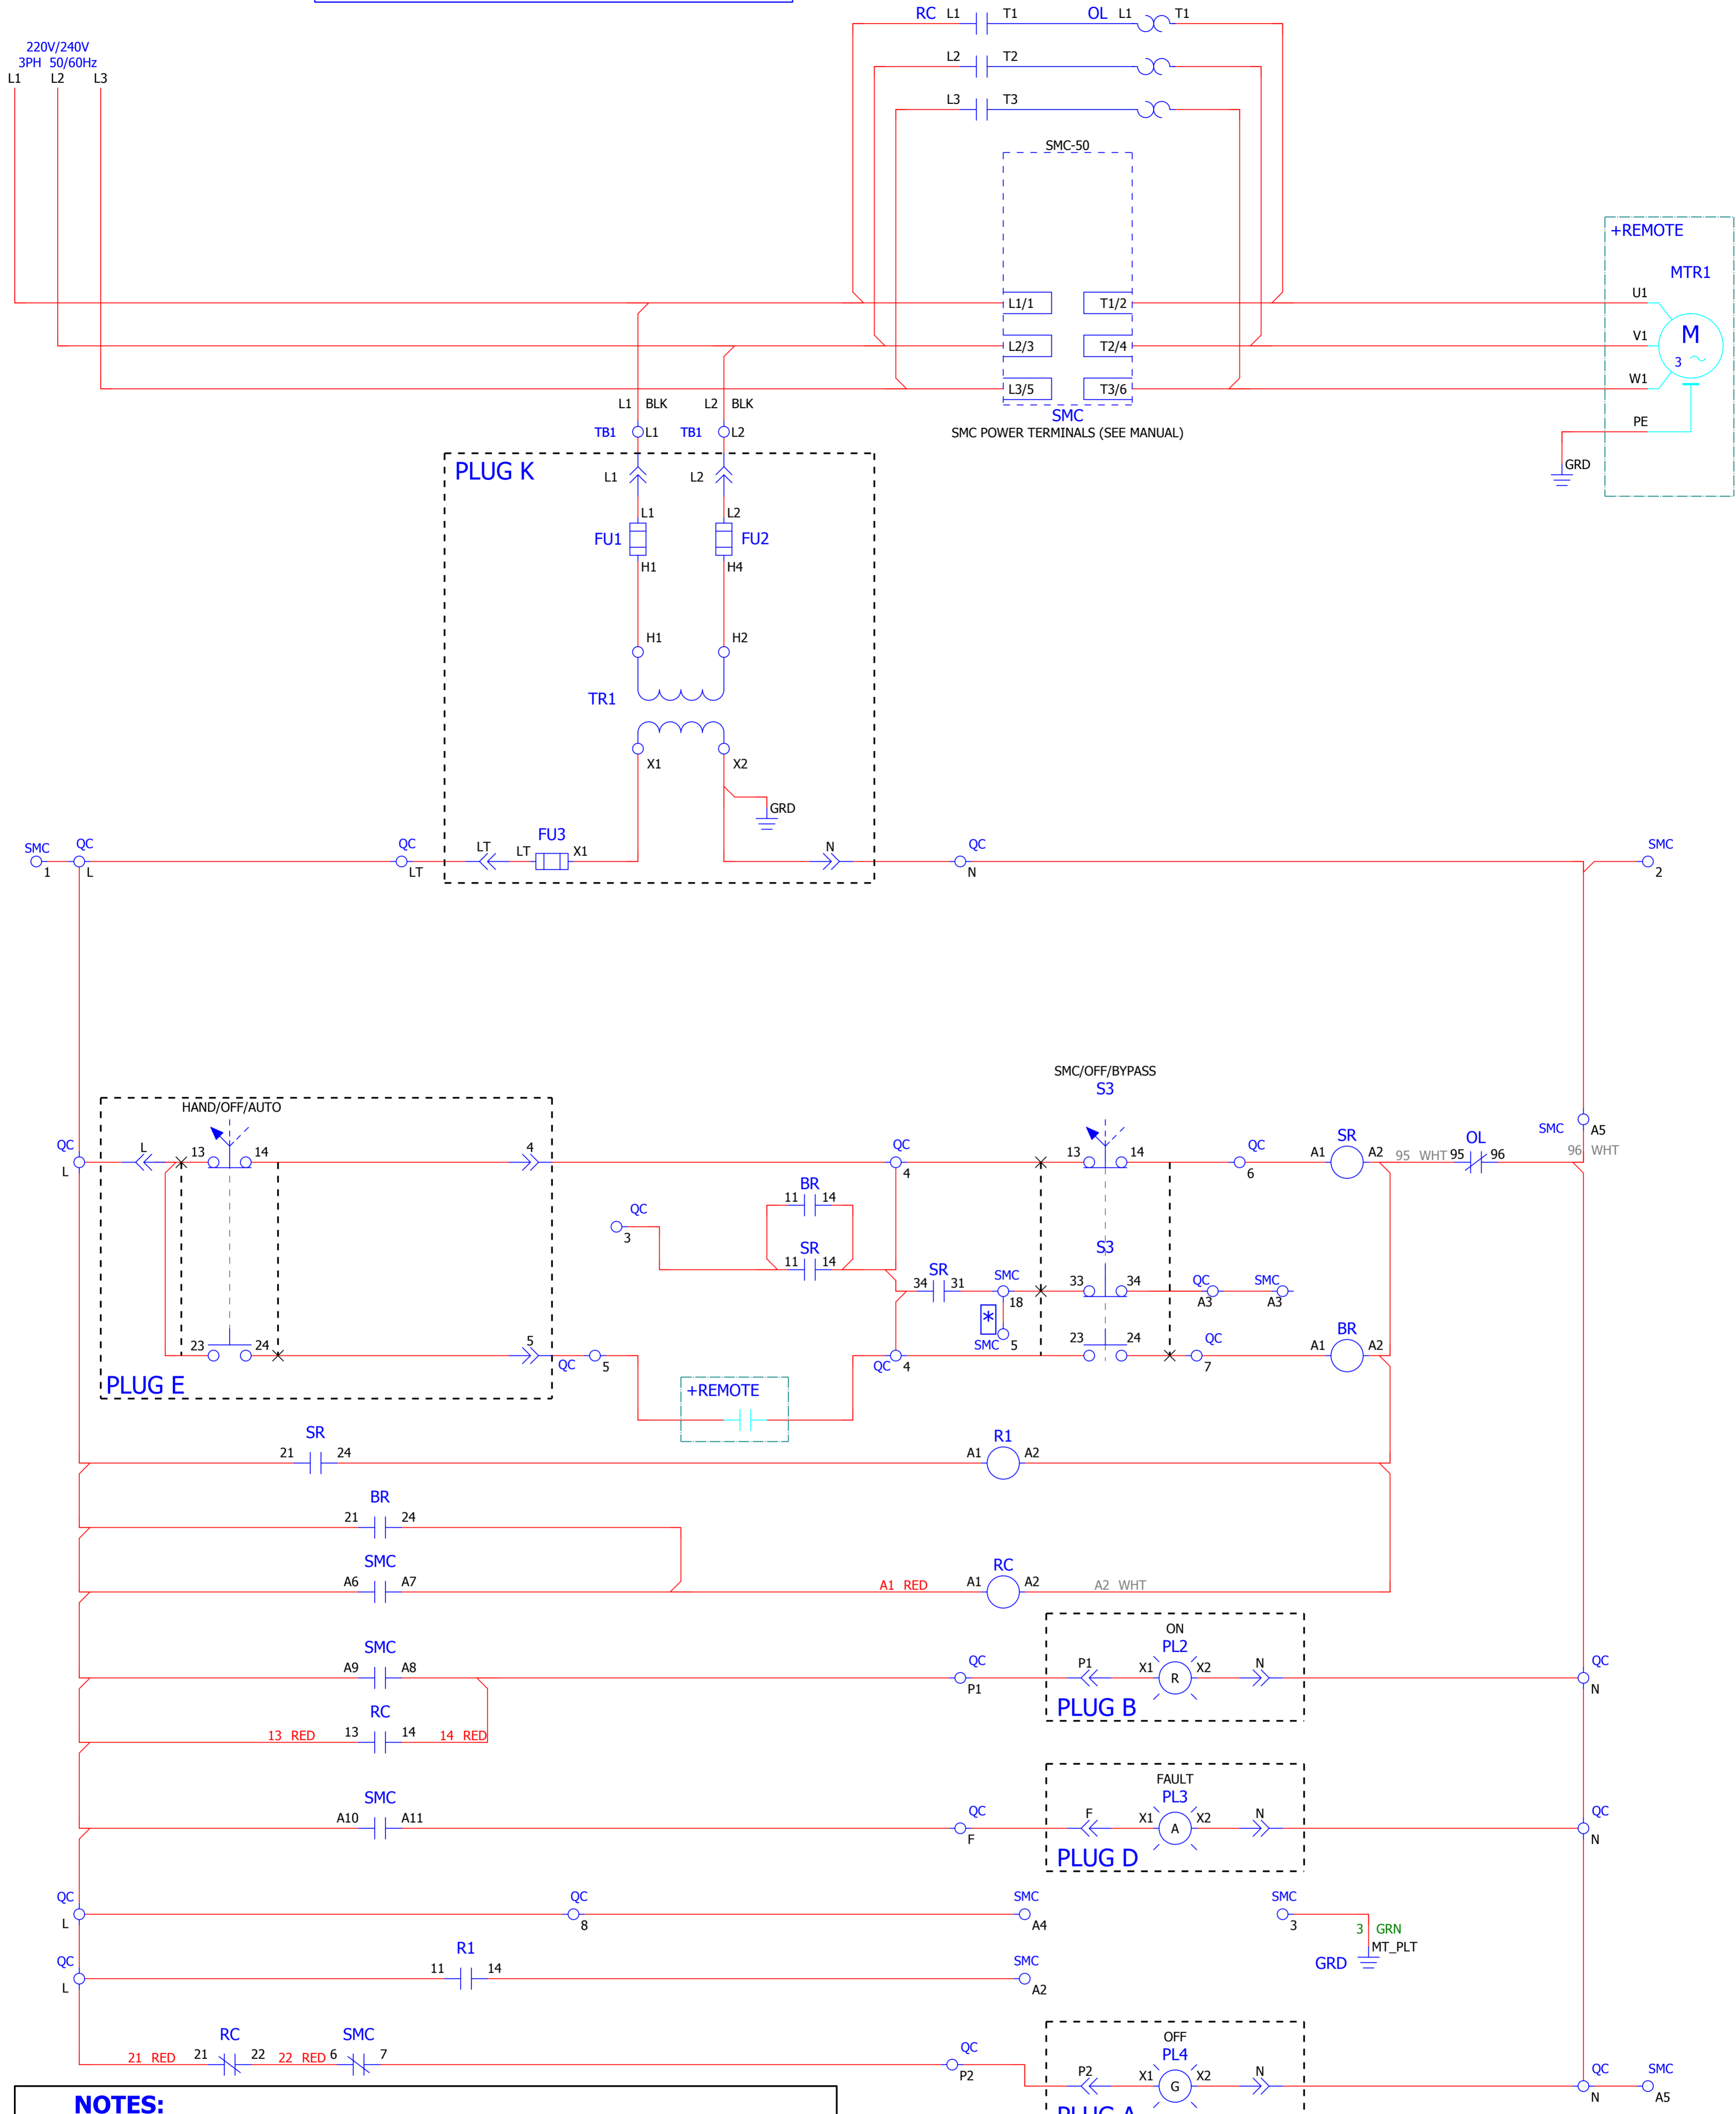 RC L1 T1 OL L1 T1
220V/240V
3PH 50/60Hz
L1 L2 L3
L2 T2
L3 T3
SMC-50
+REMOTE
MTR1
L1/1 T1/2 U1
L2/3 T2/4 V1
M
3
L3/5 T3/6 W1
L1 BLK L2 BLK
SMC
PE
TB1 L1 TB1 L2
SMC POWER TERMINALS (SEE MANUAL)
PLUG K
GRD
L1 L2
L1 L2
FU1 FU2
H1 H4
H1 H2
TR1
X1 X2
GRD
FU3
SMC QC QC LT LT X1 N QC SMC
1 L LT N 2
SMC/OFF/BYPASS
S3
HAND/OFF/AUTO
SMC A5
QC L 13 14 4 QC 13 14 QC SR OL
A1 A2 95 WHT 95 96 96 WHT
L 4 6
BR
11 14
QC
3
SR
11 14
S3
SR
34 31 SMC 33 34 QC SMC
18 A3 A3
*
SMC 5
23 24 5 23 24 QC BR
A1 A2
QC 5 QC 4 7
PLUG E
+REMOTE
SR R1
21 24 A1 A2
BR
21 24
SMC RC
A6 A7 A1 RED A1 A2 A2 WHT
ON
SMC PL2
A9 A8 QC P1 X1 R X2 N QC
P1 N
PLUG B
RC
13 RED 13 14 14 RED
FAULT
SMC PL3
A10 A11 QC F X1 A X2 N QC
F N
PLUG D
QC QC SMC SMC
L 8 A4 3
3 GRN
MT_PLT
GRD
QC R1 SMC
11 14
L A2
OFF
RC SMC PL4
21 RED 21 22 22 RED 6 7 QC P2 X1 G X2 N QC SMC
P2 N A5
NOTES:
PLUG A